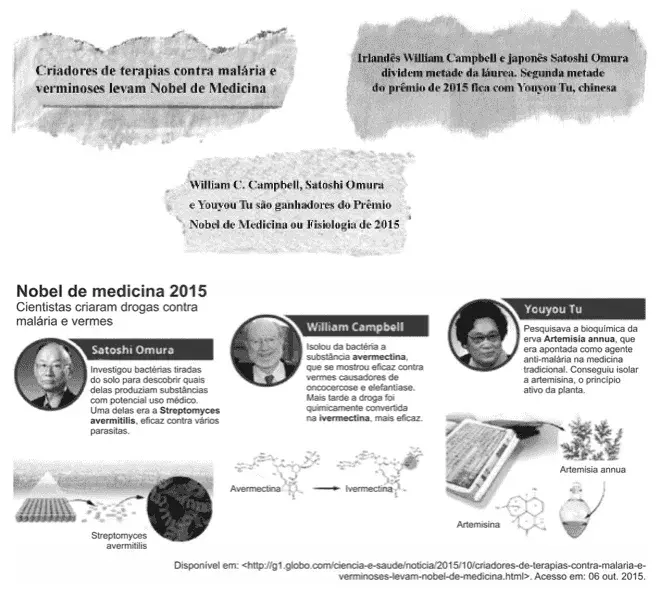 Criadores de terapias contra malária e
verminoses levam Nobel de Medicina
Irlandês William Campbell e japonês Satoshi Omura
dividem metade da láurea. Segunda metade
do prêmio de 2015 fica com Youyou Tu, chinesa
William C. Campbell, Satoshi Omura
e Youyou Tu são ganhadores do Prêmio
Nobel de Medicina ou Fisiologia de 2015
Nobel de medicina 2015
Cientistas criaram drogas contra
malária e vermes
Satoshi Omura
Investigou bactérias tiradas
do solo para descobrir quais
delas produziam substâncias
com potencial uso médico.
Uma delas era a Streptomyces
avermitilis, eficaz contra vários
parasitas.
Streptomyces
avermitilis
William Campbell
Isolou da bactéria a
substância avermectina,
que se mostrou eficaz contra
vermes causadores de
oncocercose e elefantíase.
Mais tarde a droga foi
quimicamente convertida
na ivermectina, mais eficaz.
Avermectina
Ivermectina
Youyou Tu
Pesquisava a bioquímica da
erva Artemisia annua, que
era apontada como agente
anti-malária na medicina
tradicional. Conseguiu isolar
a artemisina, o princípio
ativo da planta.
Artemisia annua
Artemisina
Disponível em: <http://g1.globo.com/ciencia-e-saude/noticia/2015/10/criadores-de-terapias-contra-malaria-e-
verminoses-levam-nobel-de-medicina.html>. Acesso em: 06 out. 2015.